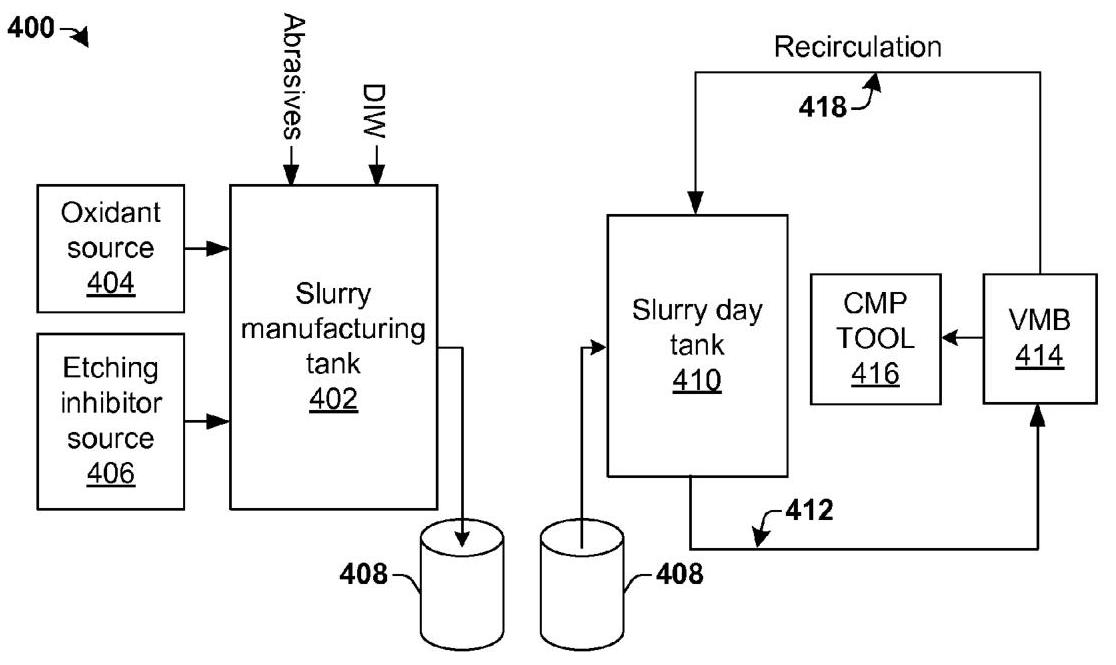 400
Abrasives
DIW
Recirculation
418
Oxidant
source
404
Etching
inhibitor
source
406
Slurry
manufacturing
tank
402
Slurry day
tank
410
CMP
TOOL
416
VMB
414
412
408
408